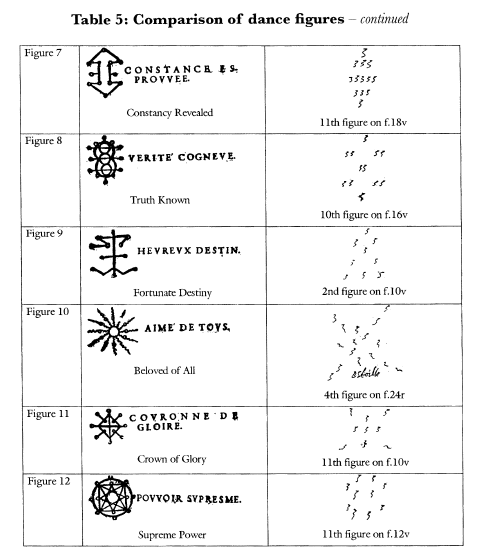 Table 5: Comparison of dance figures – continued
Figure 7
CONSTANCE ES.
PROVVEE.
Constancy Revealed
11th figure on f.18v
Figure 8
VERITE' COGNEVE.
Truth Known
10th figure on f.16v
Figure 9
HEVREVX DESTIN.
Fortunate Destiny
2nd figure on f.10v
Figure 10
AIME' DE TOVS.
Beloved of All
estoille
4th figure on f.24r
Figure 11
COVRONNE DE
GLOIRE.
Crown of Glory
11th figure on f.10v
Figure 12
POVVOIR SVPRESME.
Supreme Power
11th figure on f.12v